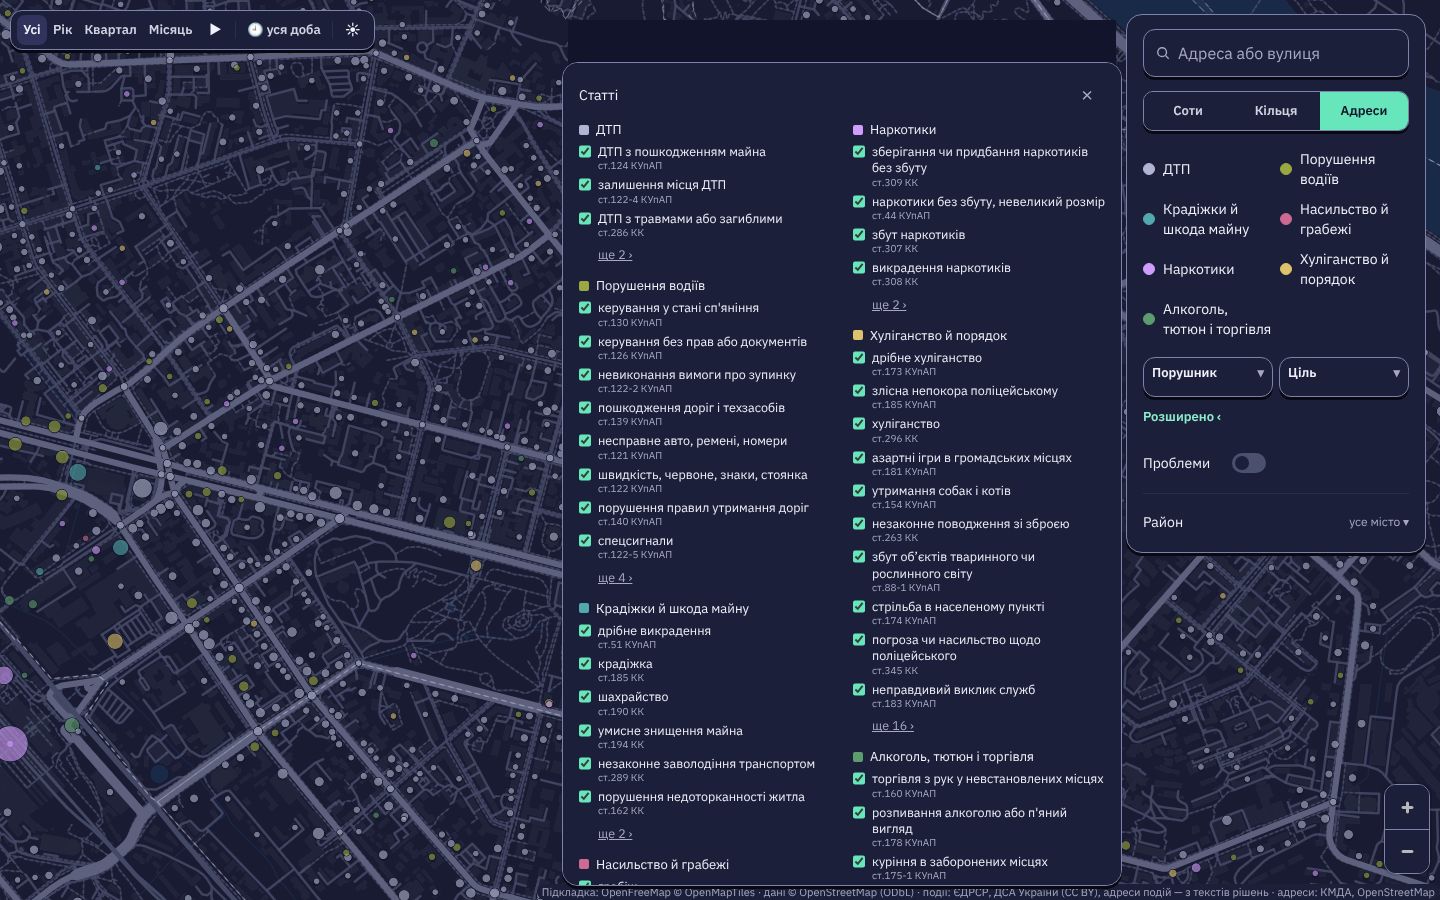 Усі Рік Квартал Місяць ▶ уся доба
Статті ×
ДТП
ДТП з пошкодженням майна
ст.124 КУпАП
залишення місця ДТП
ст.122-4 КУпАП
ДТП з травмами або загиблими
ст.286 КК
ще 2 ›
Порушення водіїв
керування у стані сп'яніння
ст.130 КУпАП
керування без прав або документів
ст.126 КУпАП
невиконання вимоги про зупинку
ст.122-2 КУпАП
пошкодження доріг і техзасобів
ст.139 КУпАП
несправне авто, ремені, номери
ст.121 КУпАП
швидкість, червоне, знаки, стоянка
ст.122 КУпАП
порушення правил утримання доріг
ст.140 КУпАП
спецсигнали
ст.122-5 КУпАП
ще 4 ›
Крадіжки й шкода майну
дрібне викрадення
ст.51 КУпАП
крадіжка
ст.185 КК
шахрайство
ст.190 КК
умисне знищення майна
ст.194 КК
незаконне заволодіння транспортом
ст.289 КК
порушення недоторканності житла
ст.162 КК
ще 2 ›
Насильство й грабежі
Наркотики
зберігання чи придбання наркотиків
без збуту
ст.309 КК
наркотики без збуту, невеликий розмір
ст.44 КУпАП
збут наркотиків
ст.307 КК
викрадення наркотиків
ст.308 КК
ще 2 ›
Хуліганство й порядок
дрібне хуліганство
ст.173 КУпАП
злісна непокора поліцейському
ст.185 КУпАП
хуліганство
ст.296 КК
азартні ігри в громадських місцях
ст.181 КУпАП
утримання собак і котів
ст.154 КУпАП
незаконне поводження зі зброєю
ст.263 КК
збут об’єктів тваринного чи
рослинного світу
ст.88-1 КУпАП
стрільба в населеному пункті
ст.174 КУпАП
погроза чи насильство щодо
поліцейського
ст.345 КК
неправдивий виклик служб
ст.183 КУпАП
ще 16 ›
Алкоголь, тютюн і торгівля
торгівля з рук у невстановлених місцях
ст.160 КУпАП
розпивання алкоголю або п'яний
вигляд
ст.178 КУпАП
куріння в заборонених місцях
ст.175-1 КУпАП
Адреса або вулиця
Соти Кільця Адреси
ДТП
Порушення
водіїв
Крадіжки й
шкода майну
Насильство й
грабежі
Наркотики
Хуліганство й
порядок
Алкоголь,
тютюн і торгівля
Порушник ▾ Ціль ▾
Розширено ‹
Проблеми
Район усе місто ▾
+
−
Підкладка: OpenFreeMap © OpenMapTiles · дані © OpenStreetMap (ODbL) · події: ЄДРСР, ДСА України (CC BY), адреси подій — з текстів рішень · адреси: КМДА, OpenStreetMap